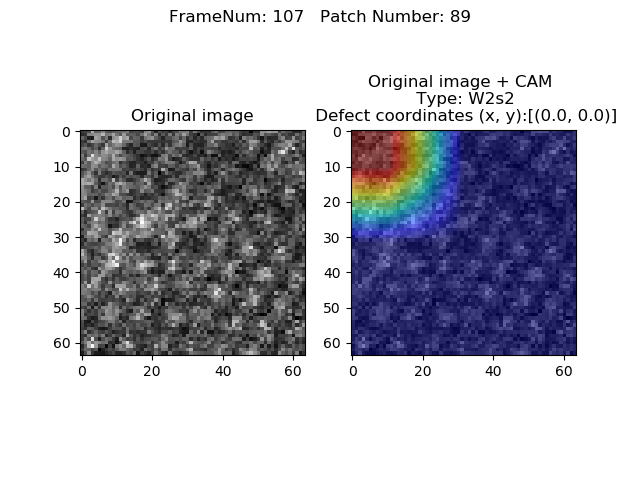 FrameNum: 107   Patch Number: 89
Original image
0
10
20
30
40
50
60
0 20 40 60
Original image + CAM
Type: W2s2
Defect coordinates (x, y):[(0.0, 0.0)]
0
10
20
30
40
50
60
0 20 40 60